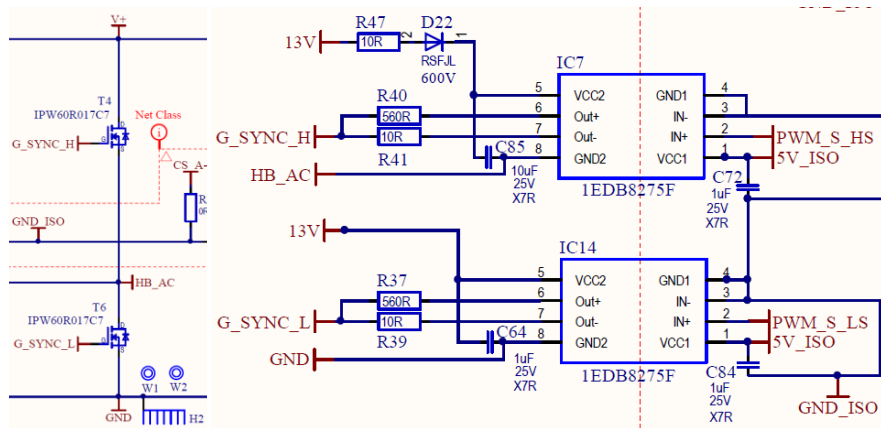 V+
T4
IPW60R017C7
Net Class
G_SYNC_H
CS_A-
R
0R
GND_ISO
HB_AC
T6
IPW60R017C7
G_SYNC_L
W1
W2
GND
H2
13V
R47
10R
2
D22
1
RSFJL
600V
R40
560R
G_SYNC_H
10R
R41
HB_AC
C85
10uF
25V
X7R
IC7
5
VCC2
GND1
4
6
Out+
IN-
3
7
Out-
IN+
2
PWM_S_HS
8
GND2
VCC1
1
5V_ISO
1EDB8275F
C72
1uF
25V
X7R
13V
R37
560R
G_SYNC_L
10R
R39
GND
C64
1uF
25V
X7R
IC14
5
VCC2
GND1
4
6
Out+
IN-
3
7
Out-
IN+
2
PWM_S_LS
8
GND2
VCC1
1
5V_ISO
1EDB8275F
C84
1uF
25V
X7R
GND_ISO